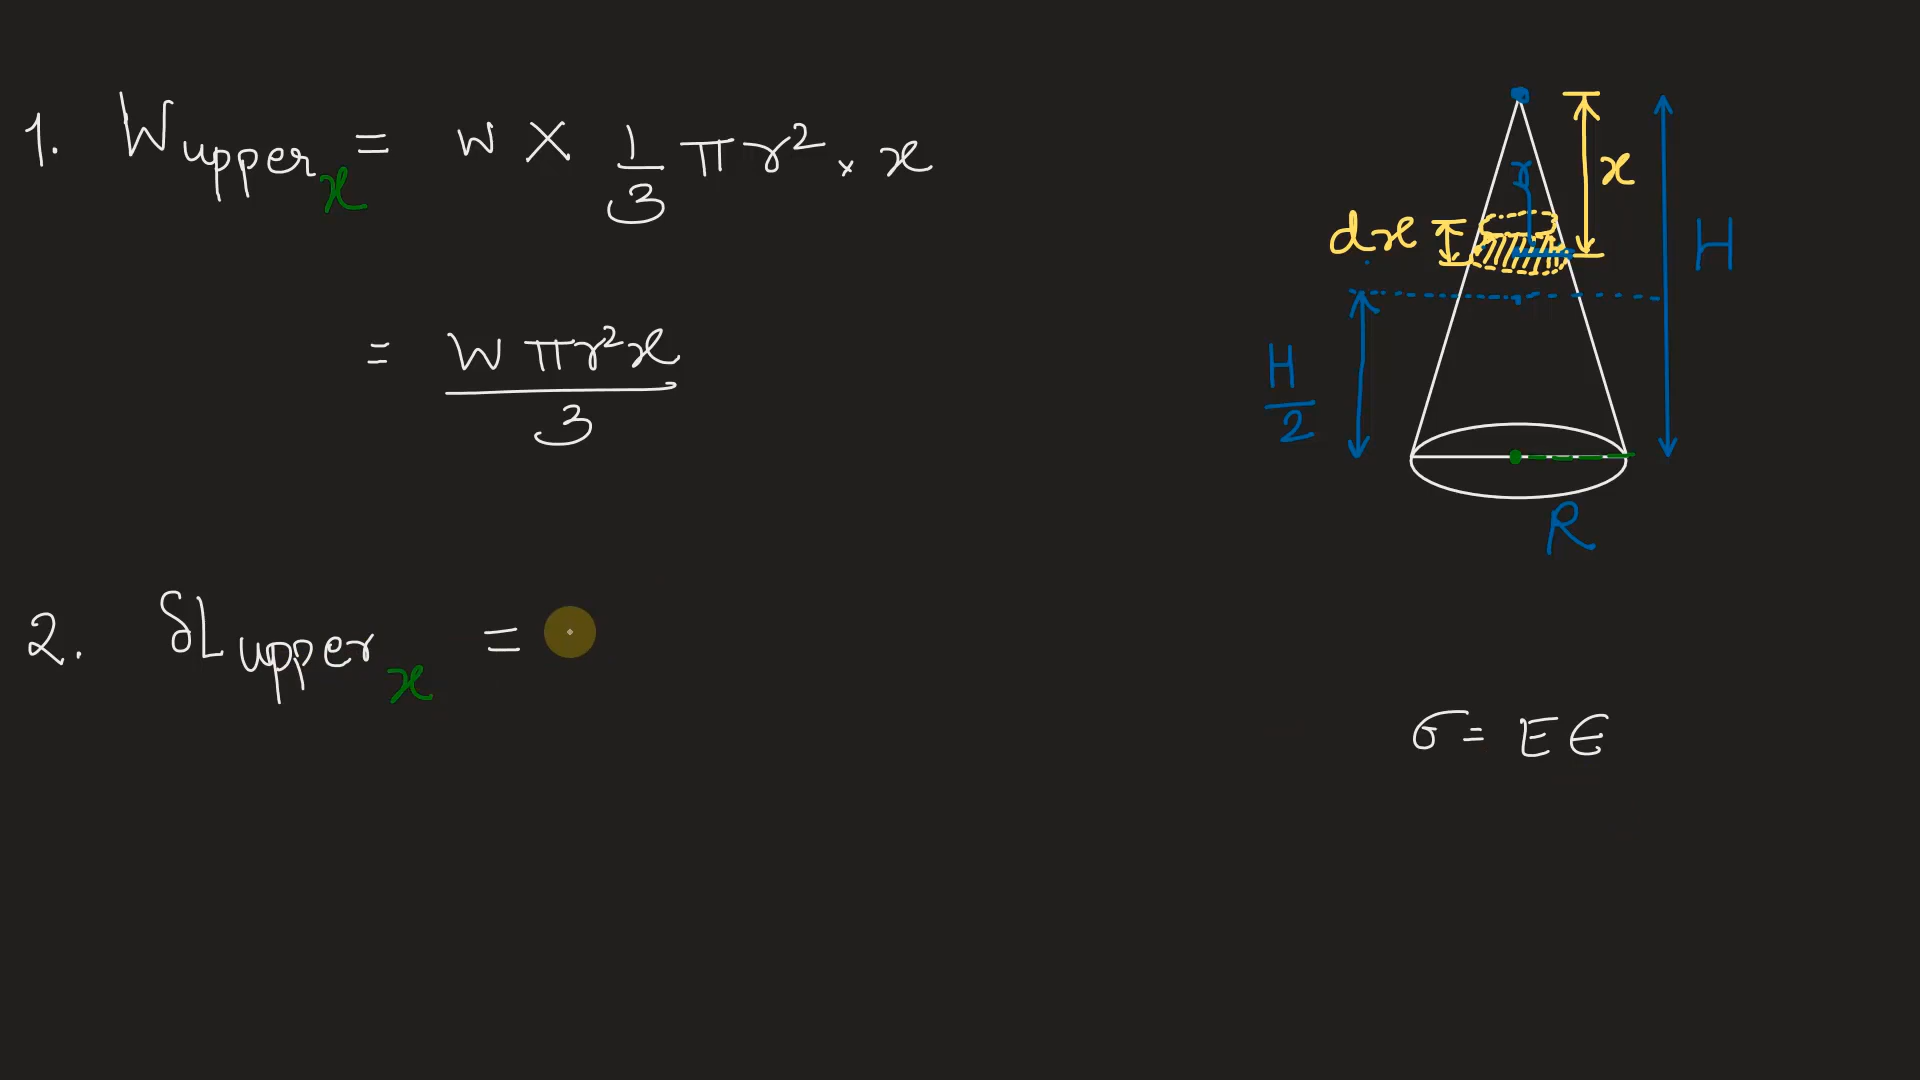 1. W upper x = w × 1/3 π r² × x
= w π r² x / 3
2. δL upper x =
x
r
dx
H
H/2
R
σ = E ϵ